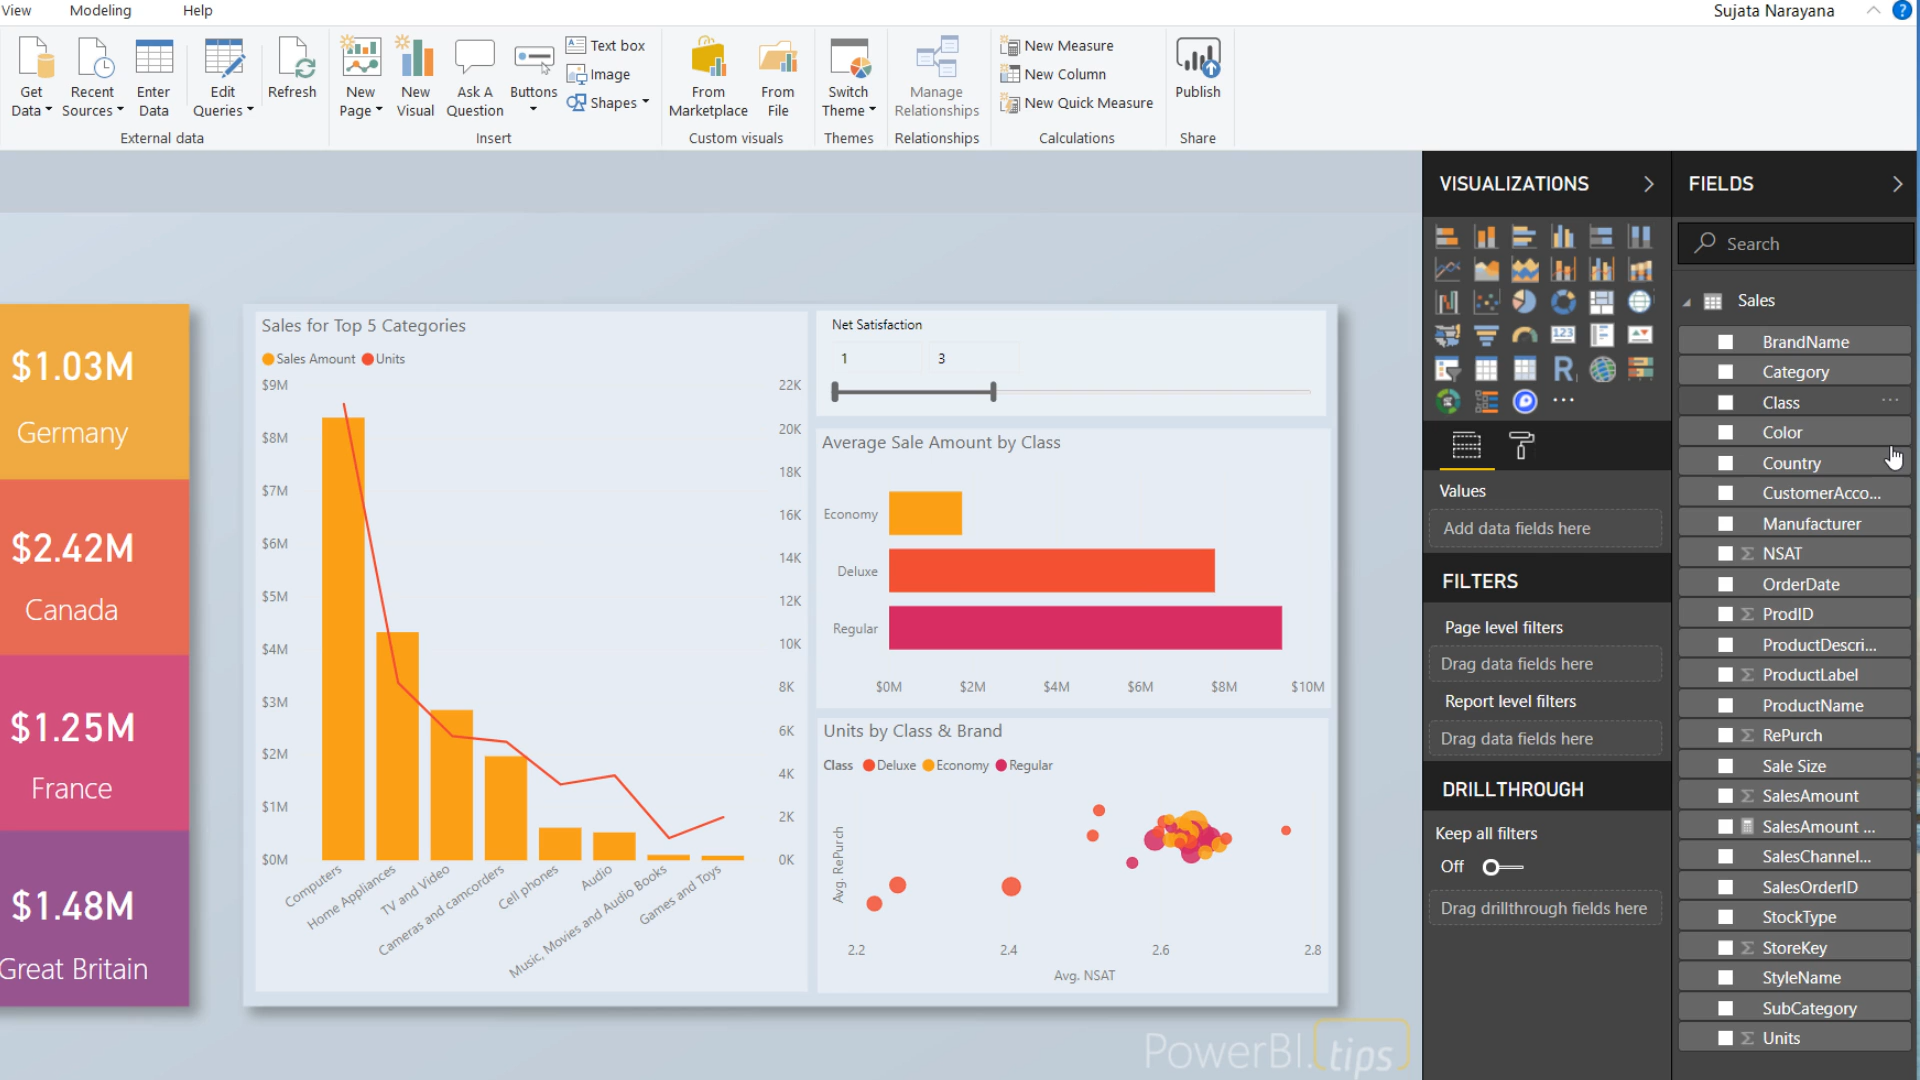 View Modeling Help
Sujata Narayana
?
Get Data
Recent Sources
Enter Data
Edit Queries
Refresh
External data
New Page
New Visual
Ask A Question
Buttons
Text box
Image
Shapes
Insert
From Marketplace
From File
Custom visuals
Switch Theme
Themes
Manage Relationships
Relationships
New Measure
New Column
New Quick Measure
Calculations
Publish
Share
$1.03M
Germany
$2.42M
Canada
$1.25M
France
$1.48M
Great Britain
Sales for Top 5 Categories
Sales Amount Units
$9M
$8M
$7M
$6M
$5M
$4M
$3M
$2M
$1M
$0M
22K
20K
18K
16K
14K
12K
10K
8K
6K
4K
2K
0K
Computers
Home Appliances
TV and Video
Cameras and camcorders
Cell phones
Audio
Music, Movies and Audio Books
Games and Toys
Net Satisfaction
1 3
Average Sale Amount by Class
Economy
Deluxe
Regular
$0M $2M $4M $6M $8M $10M
Units by Class & Brand
Class Deluxe Economy Regular
Avg. RePurch
2.2 2.4 2.6 2.8
Avg. NSAT
PowerBI.tips
VISUALIZATIONS
123
R
Values
Add data fields here
FILTERS
Page level filters
Drag data fields here
Report level filters
Drag data fields here
DRILLTHROUGH
Keep all filters
Off
Drag drillthrough fields here
FIELDS
Search
Sales
BrandName
Category
Class
Color
Country
CustomerAcco...
Manufacturer
Σ NSAT
OrderDate
Σ ProdID
ProductDescri...
Σ ProductLabel
ProductName
Σ RePurch
Sale Size
Σ SalesAmount
SalesAmount ...
SalesChannel...
SalesOrderID
StockType
Σ StoreKey
StyleName
SubCategory
Σ Units